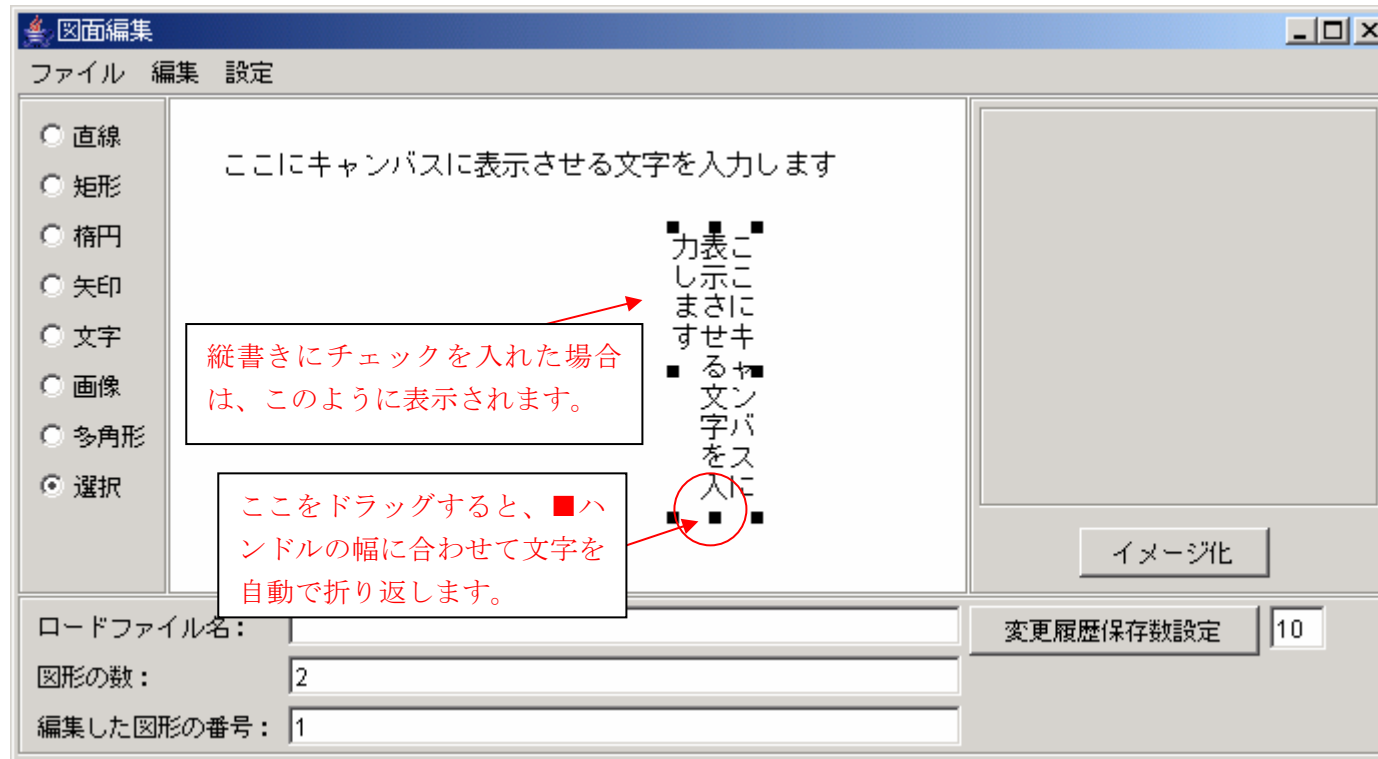 図面編集
ファイル 編集 設定
直線
矩形
楕円
矢印
文字
画像
多角形
選択
ここにキャンバスに表示させる文字を入力します
ここにキャンバスに
表示させる文字を入
力します
縦書きにチェックを入れた場合
は、このように表示されます。
ここをドラッグすると、■ハ
ンドルの幅に合わせて文字を
自動で折り返します。
イメージ化
ロードファイル名：
変更履歴保存数設定 10
図形の数： 2
編集した図形の番号： 1